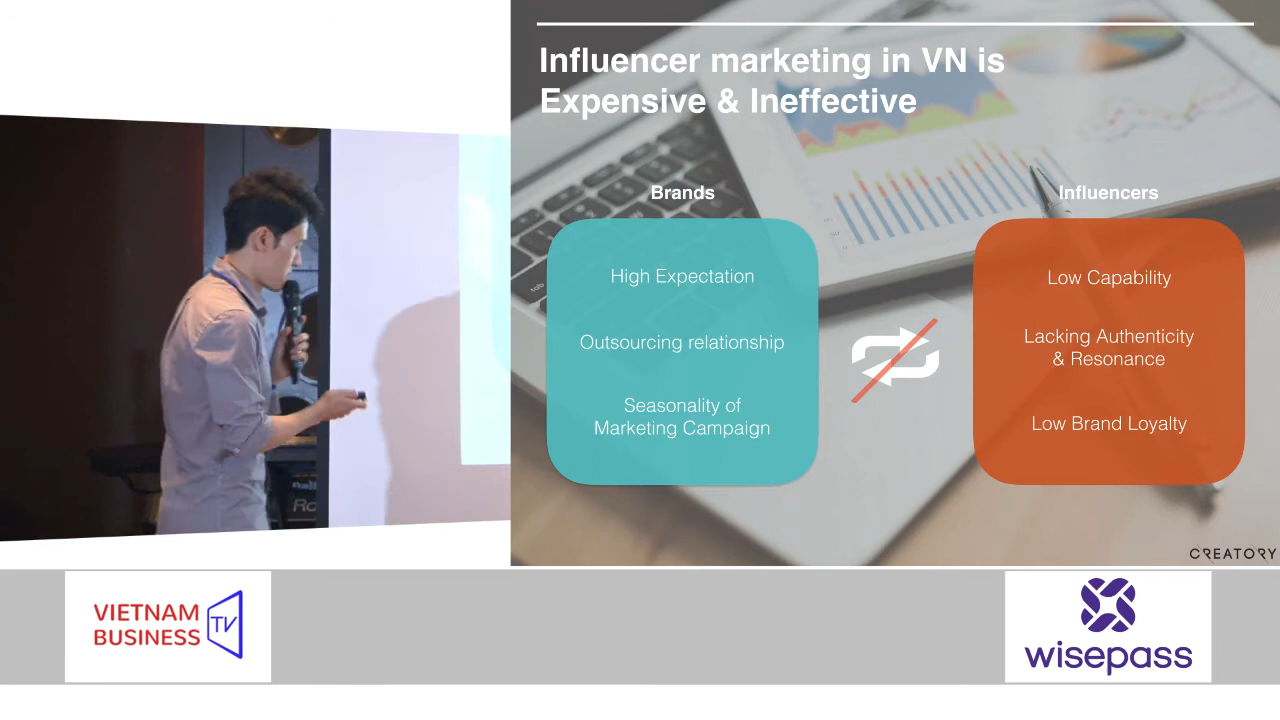 Influencer marketing in VN is
Expensive & Ineffective
Brands
High Expectation
Outsourcing relationship
Seasonality of
Marketing Campaign
Influencers
Low Capability
Lacking Authenticity
& Resonance
Low Brand Loyalty
CREATORY
VIETNAM
BUSINESS
TV
wisepass